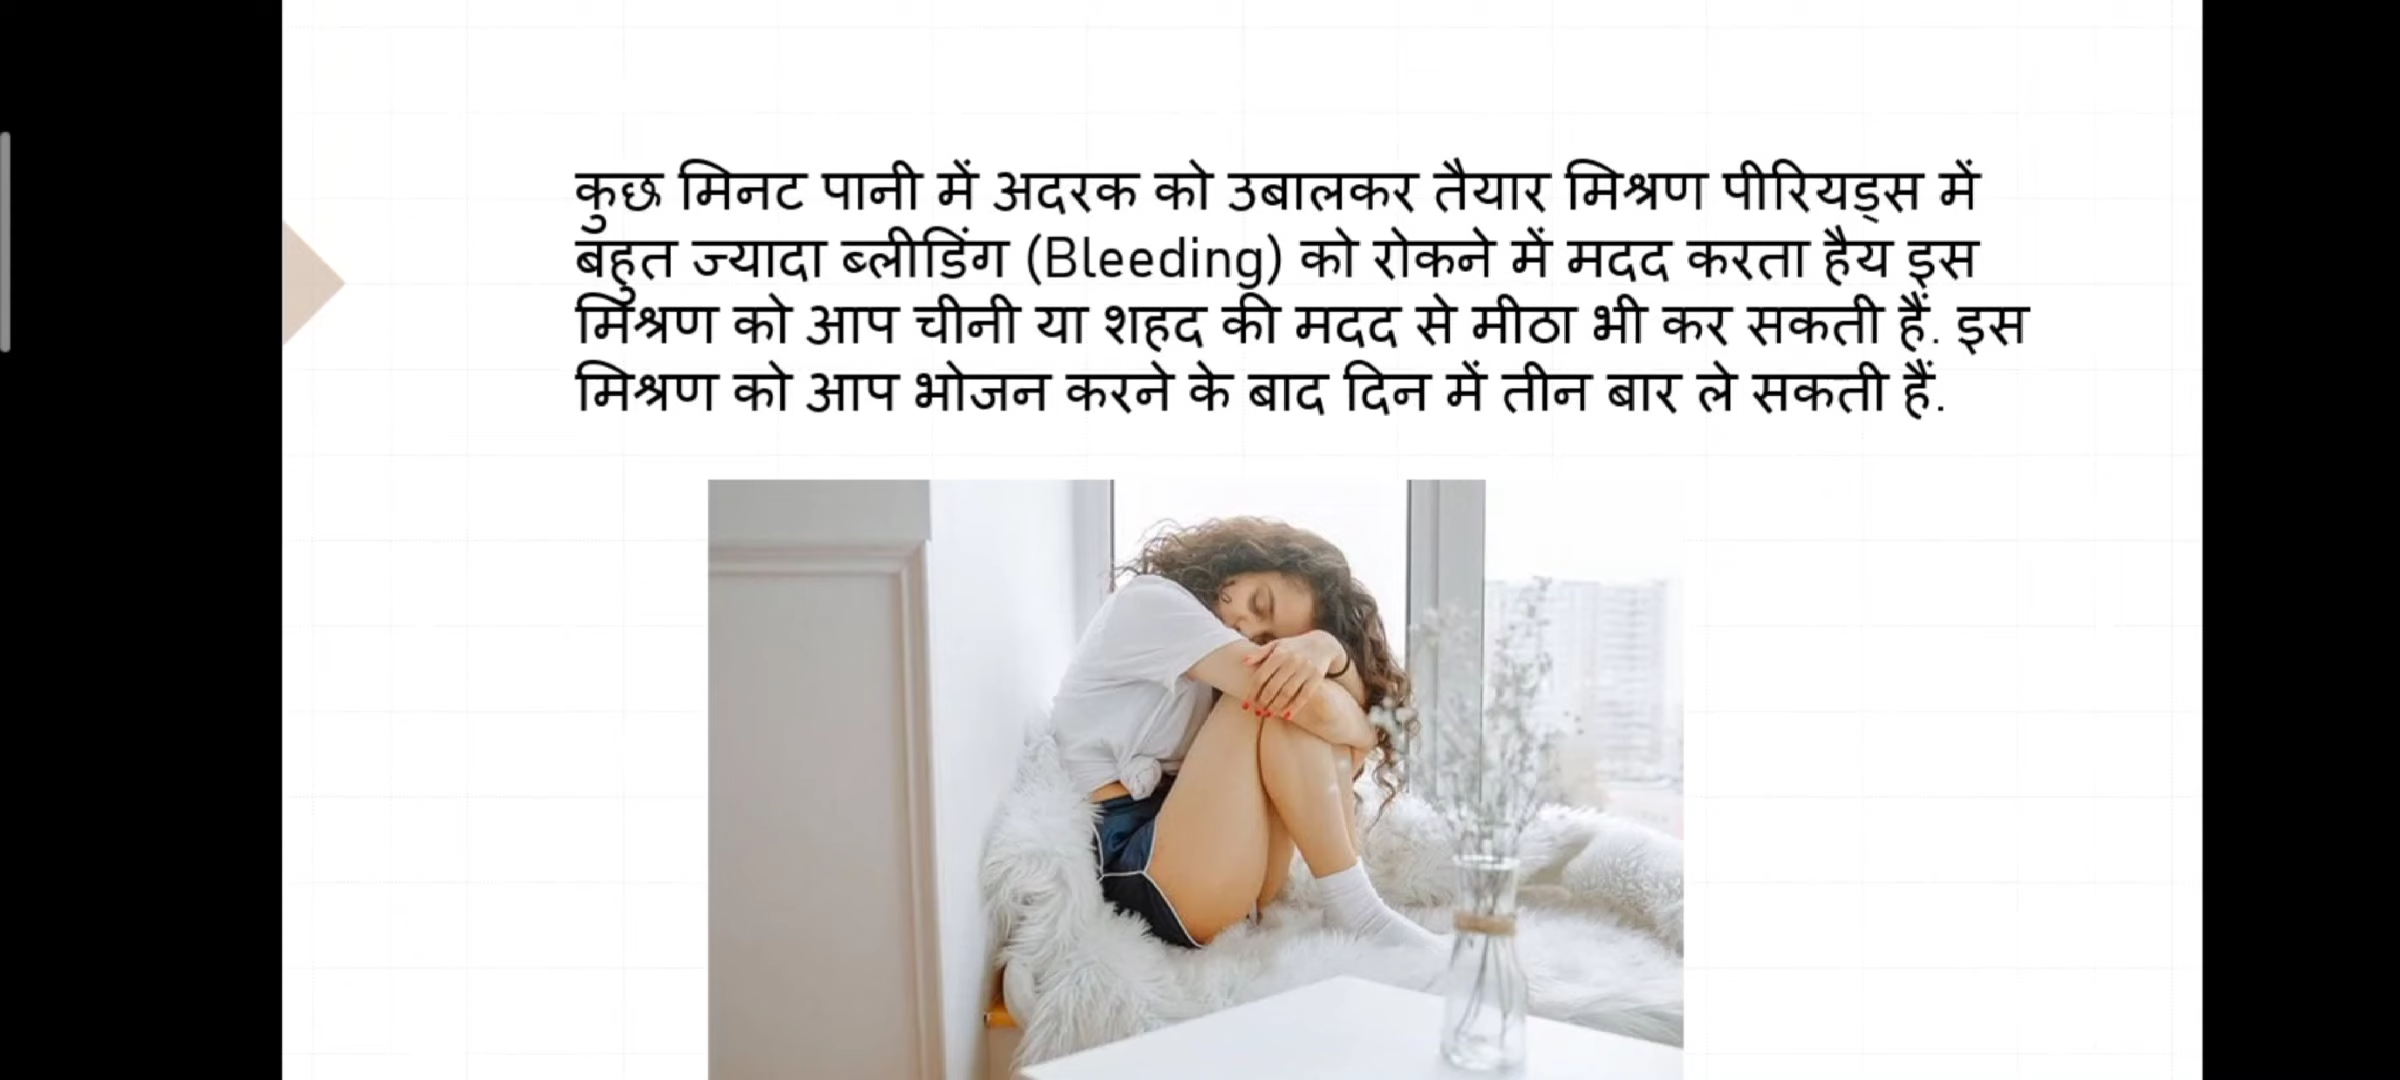 कुछ मिनट पानी में अदरक को उबालकर तैयार मिश्रण पीरियड्स में
बहुत ज्यादा ब्लीडिंग (Bleeding) को रोकने में मदद करता हैय इस
मिश्रण को आप चीनी या शहद की मदद से मीठा भी कर सकती हैं. इस
मिश्रण को आप भोजन करने के बाद दिन में तीन बार ले सकती हैं.